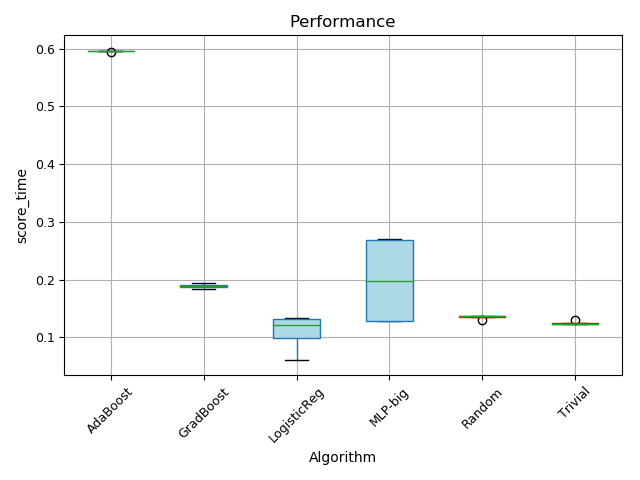 Performance
score_time
0.6
0.5
0.4
0.3
0.2
0.1
AdaBoost
GradBoost
LogisticReg
MLP-big
Random
Trivial
Algorithm